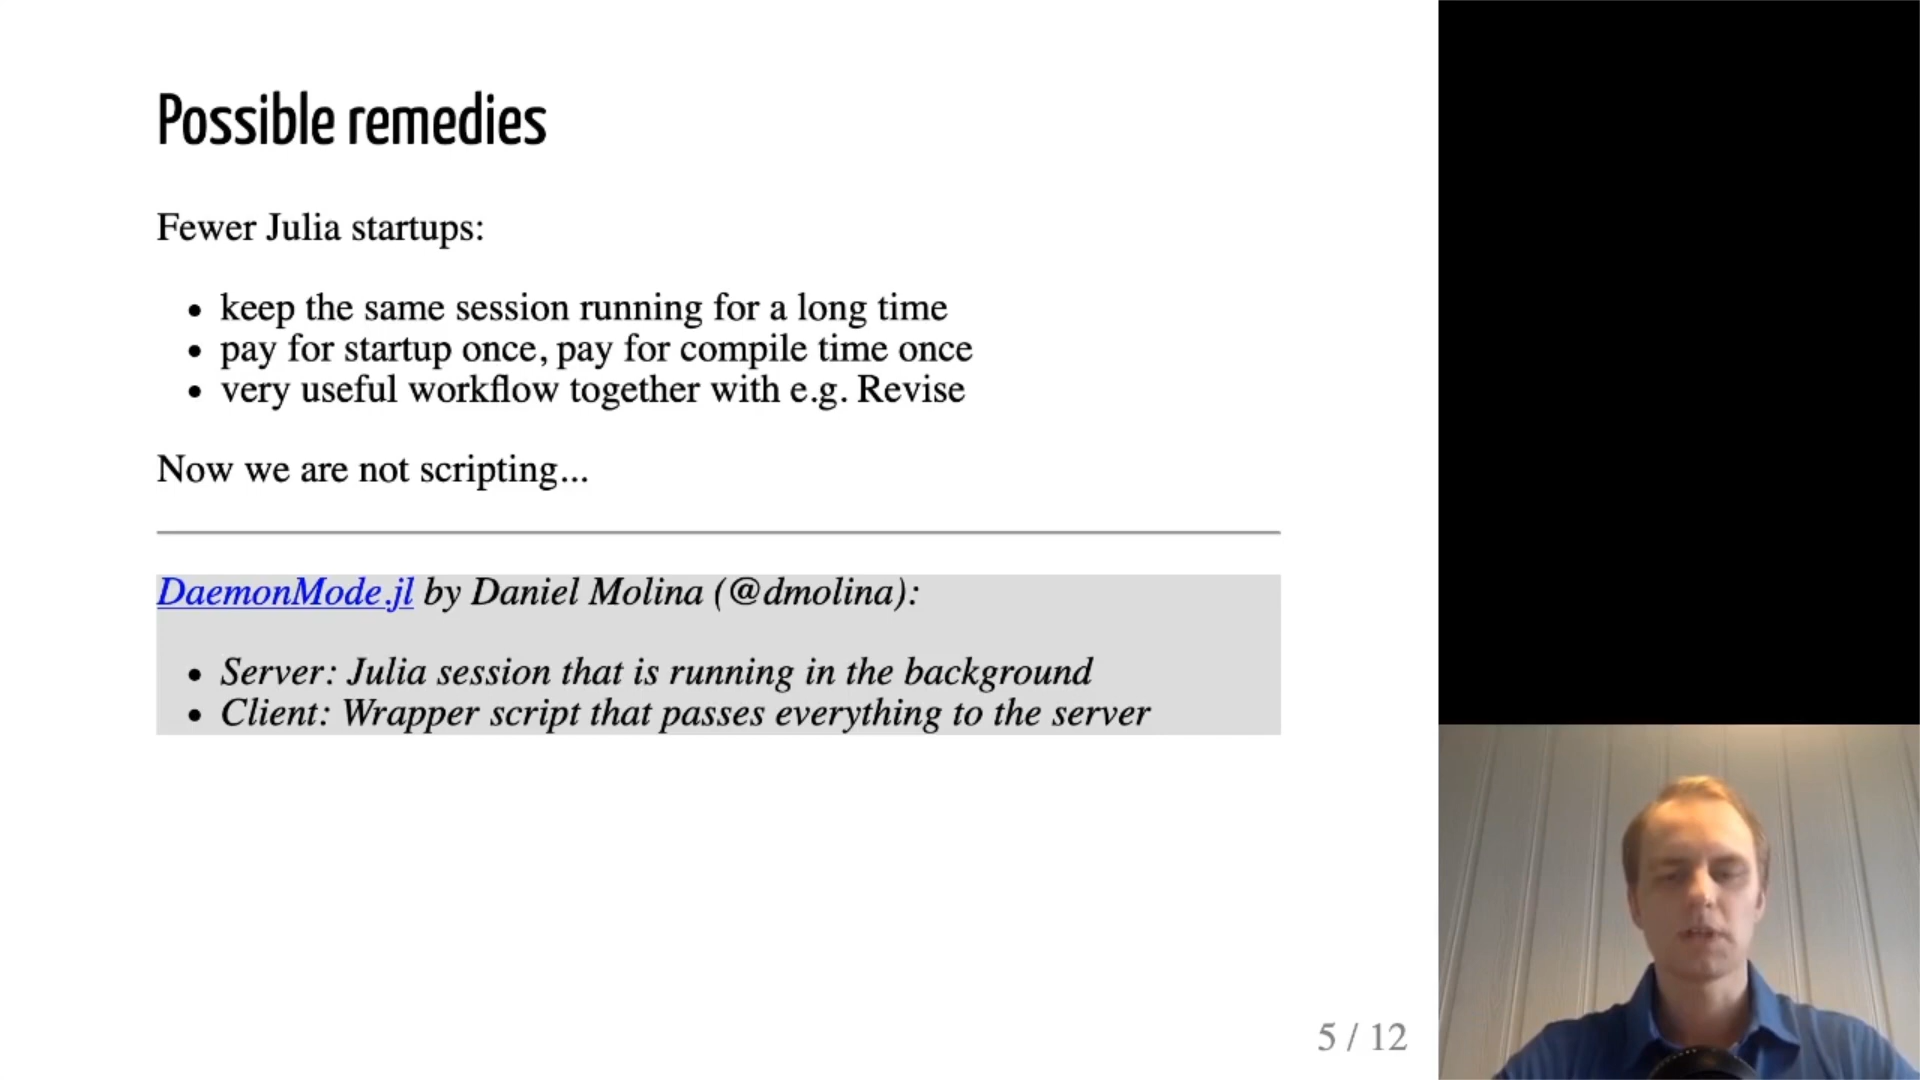 Possible remedies
Fewer Julia startups:
• keep the same session running for a long time
• pay for startup once, pay for compile time once
• very useful workflow together with e.g. Revise
Now we are not scripting...
DaemonMode.jl by Daniel Molina (@dmolina):
• Server: Julia session that is running in the background
• Client: Wrapper script that passes everything to the server
5 / 12